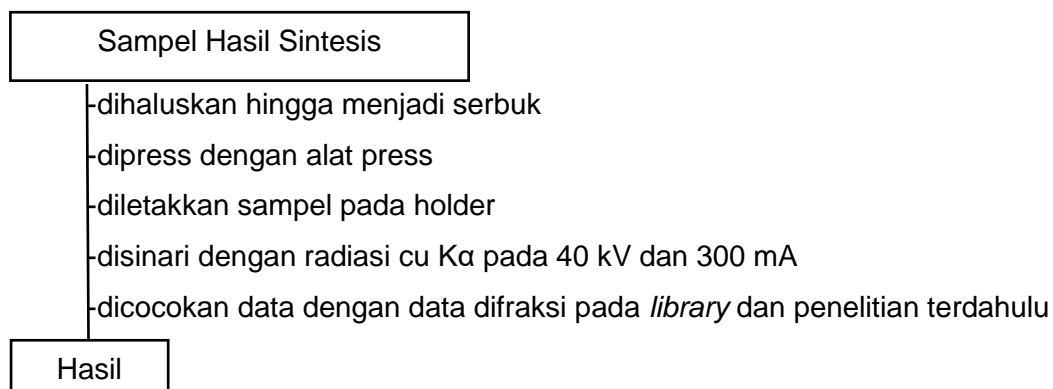 Sampel Hasil Sintesis
-dihaluskan hingga menjadi serbuk
-dipress dengan alat press
-diletakkan sampel pada holder
-disinari dengan radiasi cu Kα pada 40 kV dan 300 mA
-dicocokan data dengan data difraksi pada library dan penelitian terdahulu
Hasil